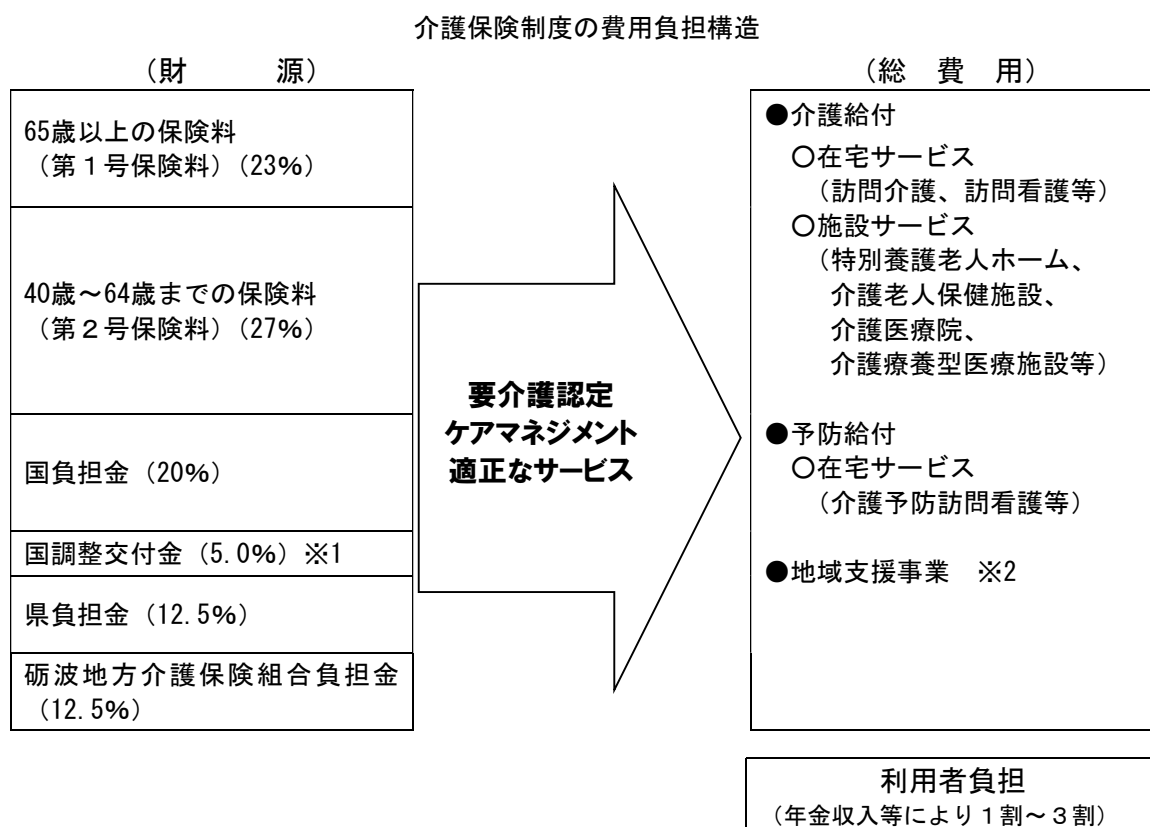 介護保険制度の費用負担構造
（財　　　源）
65歳以上の保険料
（第１号保険料）(23%)
40歳～64歳までの保険料
（第２号保険料）(27%)
国負担金（20%）
国調整交付金（5.0%）※1
県負担金（12.5%）
砺波地方介護保険組合負担金
（12.5%）
要介護認定
ケアマネジメント
適正なサービス
（総　費　用）
●介護給付
〇在宅サービス
（訪問介護、訪問看護等）
〇施設サービス
（特別養護老人ホーム、
介護老人保健施設、
介護医療院、
介護療養型医療施設等）
●予防給付
〇在宅サービス
（介護予防訪問看護等）
●地域支援事業　※2
利用者負担
（年金収入等により１割～３割）